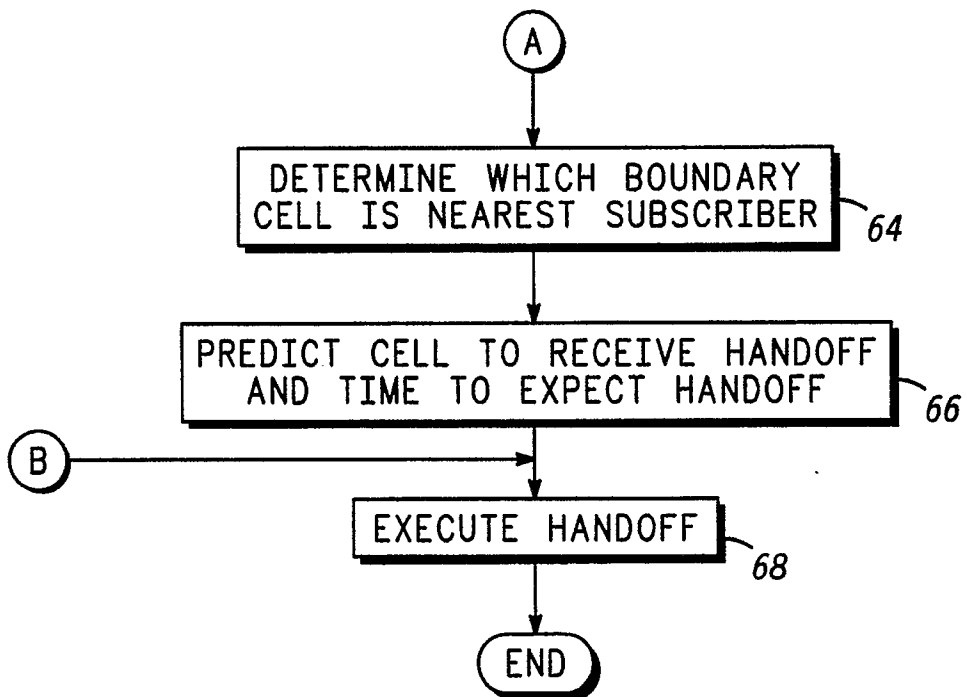 A
DETERMINE WHICH BOUNDARY
CELL IS NEAREST SUBSCRIBER
64
PREDICT CELL TO RECEIVE HANDOFF
AND TIME TO EXPECT HANDOFF
66
B
EXECUTE HANDOFF
68
END